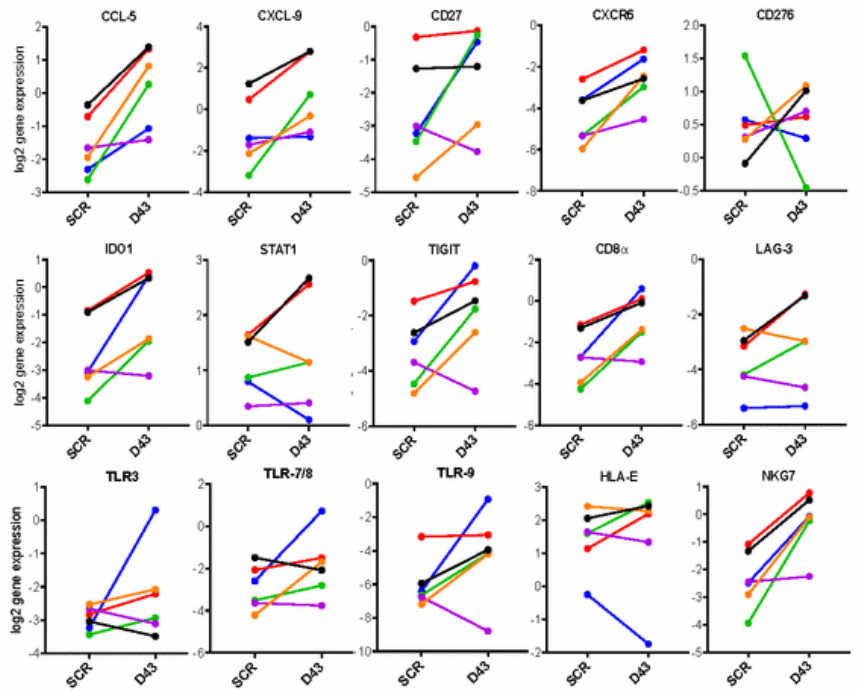 CCL-5 CXCL-9 CD27 CXCR6 CD276
log2 gene expression
2 4 0 0 2.0
1 2 -1 -2 1.5
0 0 -2 -4 1.0
-1 -2 -3 -6 0.5
-2 -4 -4 -8 0.0
-3 -5 -0.5
SCR D43 SCR D43 SCR D43 SCR D43 SCR D43
IDO1 STAT1 TIGIT CD8α LAG-3
log2 gene expression
1 3 0 2 0
0 2 -2 0 -1
-1 1 -4 -2 -2
-2 0 -6 -4 -3
-3 -6 -4
-4 -5
-5 -6
SCR D43 SCR D43 SCR D43 SCR D43 SCR D43
TLR3 TLR-7/8 TLR-9 HLA-E NKG7
log2 gene expression
1 2 0 3 1
0 0 -2 2 0
-1 -2 -4 1 -1
-2 -4 -6 0 -2
-3 -6 -8 -1 -3
-4 -10 -2 -4
-5
SCR D43 SCR D43 SCR D43 SCR D43 SCR D43